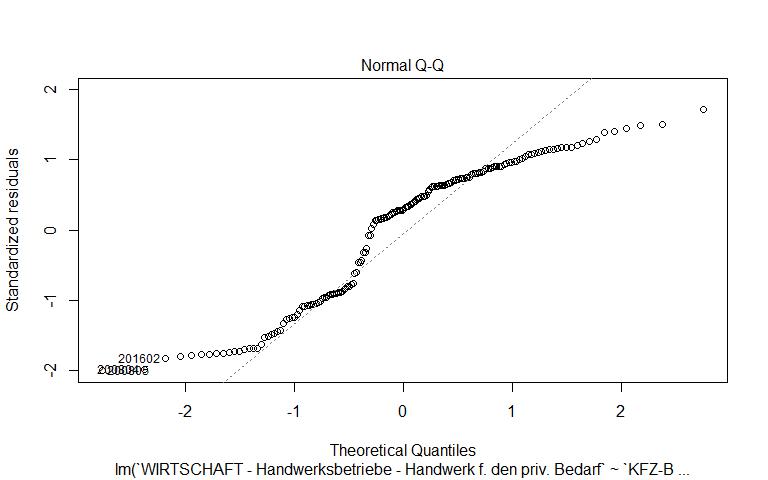 Normal Q-Q
2
1
0
-1
-2
Standardized residuals
201602
-2
-1
0
1
2
Theoretical Quantiles
lm(`WIRTSCHAFT - Handwerksbetriebe - Handwerk f. den priv. Bedarf` ~ `KFZ-B ...